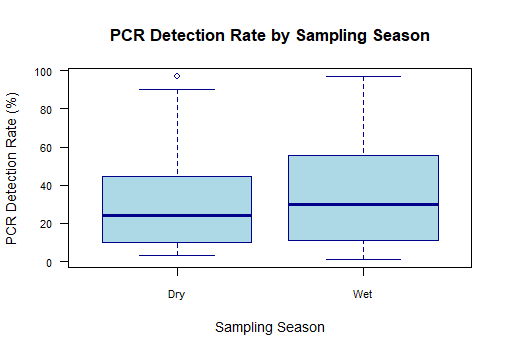 PCR Detection Rate by Sampling Season
PCR Detection Rate (%)
100
80
60
40
20
0
Dry
Wet
Sampling Season